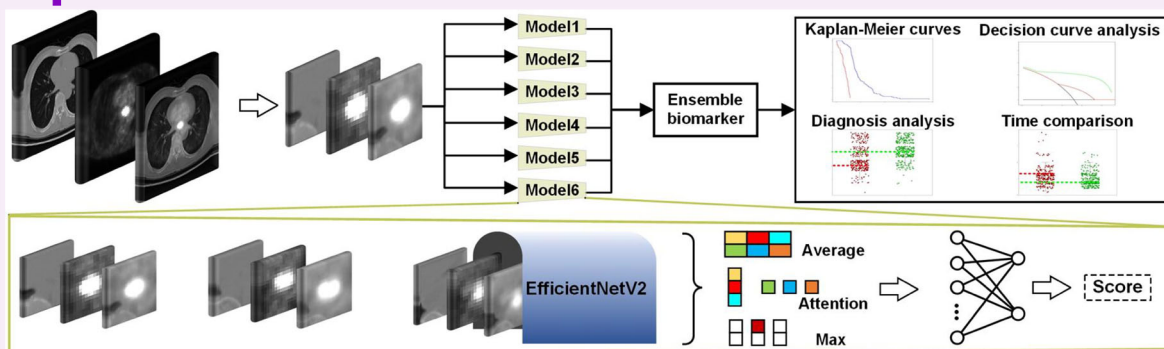 Model1
Model2
Model3
Model4
Model5
Model6
Ensemble
biomarker
Kaplan-Meier curves
Decision curve analysis
Diagnosis analysis
Time comparison
EfficientNetV2
Average
Attention
Max
Score